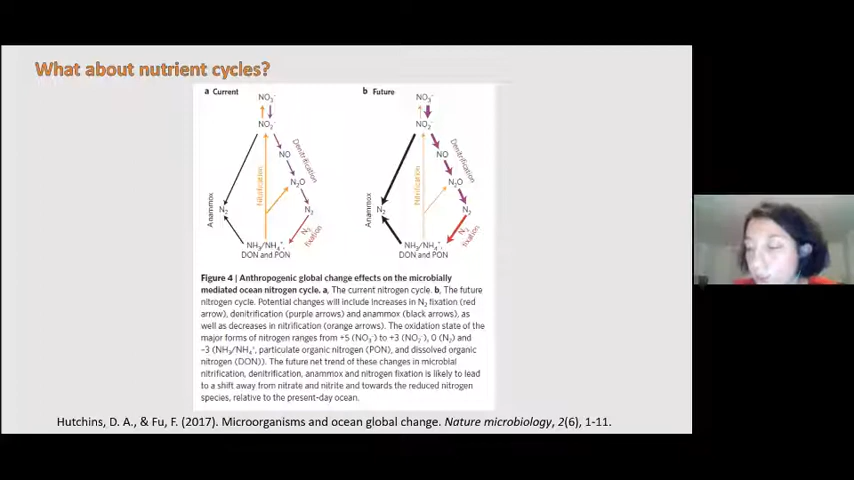 What about nutrient cycles?
a Current
b Future
NO3-
NO3-
NO2-
NO2-
Denitrification
Denitrification
NO
NO
Nitrification
Nitrification
N2O
N2O
Anammox
Anammox
N2
N2
N2
N2
N2 fixation
N2 fixation
NH3/NH4+,
NH3/NH4+,
DON and PON
DON and PON
Figure 4 | Anthropogenic global change effects on the microbially
mediated ocean nitrogen cycle. a, The current nitrogen cycle. b, The future
nitrogen cycle. Potential changes will include increases in N2 fixation (red
arrow), denitrification (purple arrows) and anammox (black arrows), as
well as decreases in nitrification (orange arrows). The oxidation state of the
major forms of nitrogen ranges from +5 (NO3-) to +3 (NO2-), 0 (N2) and
-3 (NH3/NH4+, particulate organic nitrogen (PON), and dissolved organic
nitrogen (DON)). The future net trend of these changes in microbial
nitrification, denitrification, anammox and nitrogen fixation is likely to lead
to a shift away from nitrate and nitrite and towards the reduced nitrogen
species, relative to the present-day ocean.
Hutchins, D. A., & Fu, F. (2017). Microorganisms and ocean global change. Nature microbiology, 2(6), 1-11.